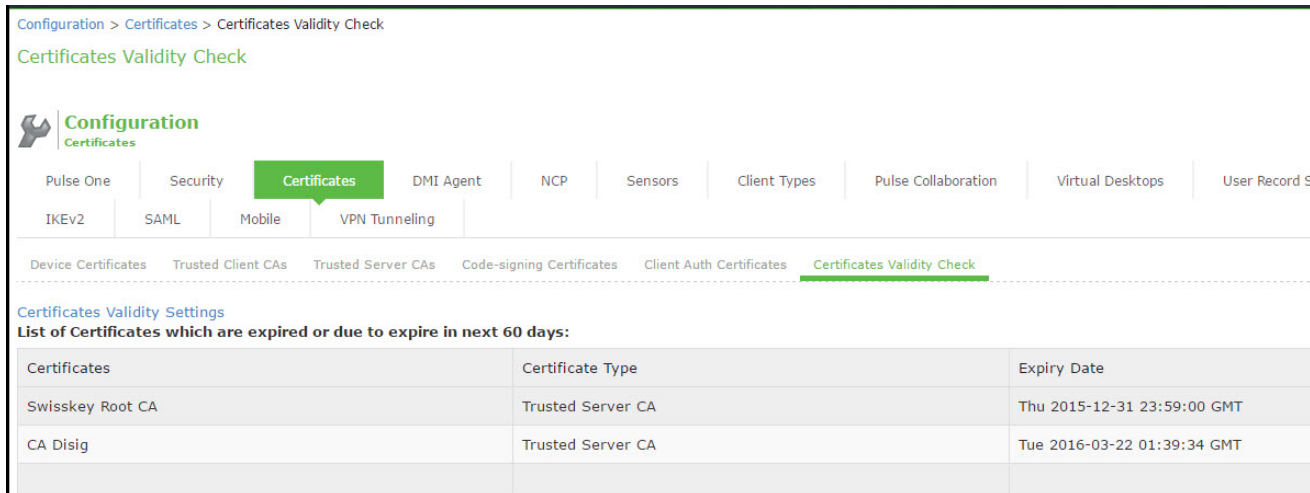 Configuration > Certificates > Certificates Validity Check
Certificates Validity Check
Configuration
Certificates
Pulse One Security Certificates DMI Agent NCP Sensors Client Types Pulse Collaboration Virtual Desktops User Record S
IKEv2 SAML Mobile VPN Tunneling
Device Certificates Trusted Client CAs Trusted Server CAs Code-signing Certificates Client Auth Certificates Certificates Validity Check
Certificates Validity Settings
List of Certificates which are expired or due to expire in next 60 days:
Certificates Certificate Type Expiry Date
Swisskey Root CA Trusted Server CA Thu 2015-12-31 23:59:00 GMT
CA Disig Trusted Server CA Tue 2016-03-22 01:39:34 GMT